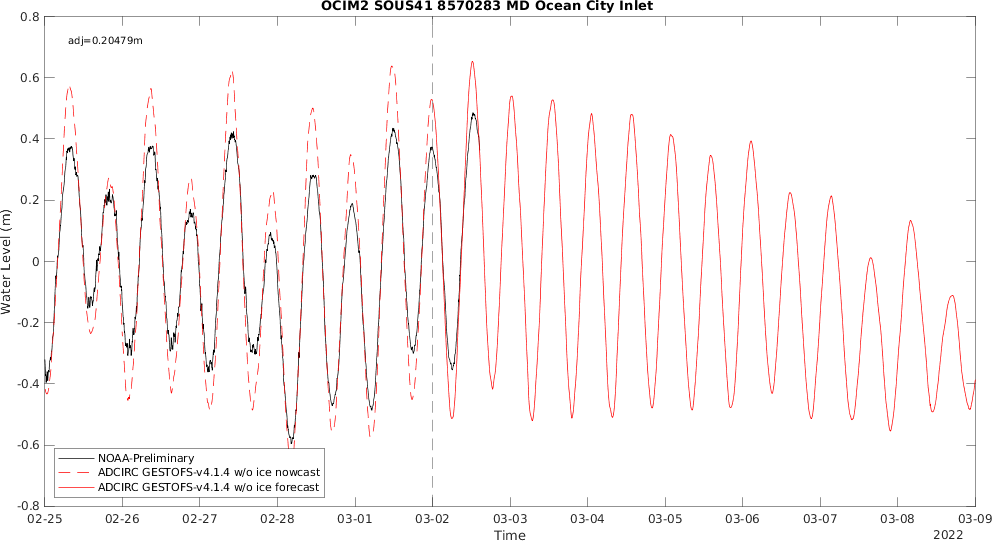 OCIM2 SOUS41 8570283 MD Ocean City Inlet
adj=0.20479m
0.8
0.6
0.4
0.2
0
-0.2
-0.4
-0.6
-0.8
Water Level (m)
NOAA-Preliminary
ADCIRC GESTOFS-v4.1.4 w/o ice nowcast
ADCIRC GESTOFS-v4.1.4 w/o ice forecast
02-25 02-26 02-27 02-28 03-01 03-02 03-03 03-04 03-05 03-06 03-07 03-08 03-09
Time
2022